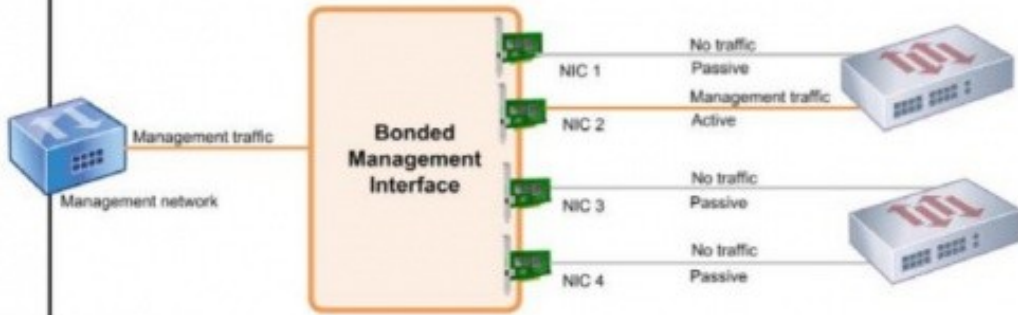 Management traffic
Management network
Bonded
Management
Interface
NIC 1
No traffic
Passive
NIC 2
Management traffic
Active
NIC 3
No traffic
Passive
NIC 4
No traffic
Passive